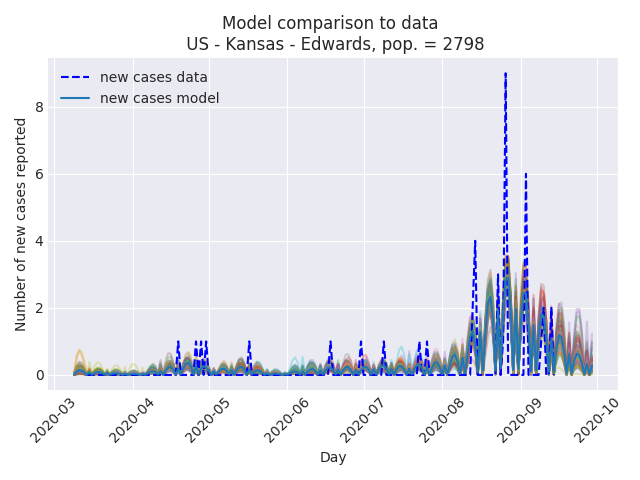 Model comparison to data
US - Kansas - Edwards, pop. = 2798
new cases data
new cases model
Number of new cases reported
8
6
4
2
0
2020-03
2020-04
2020-05
2020-06
2020-07
2020-08
2020-09
2020-10
Day